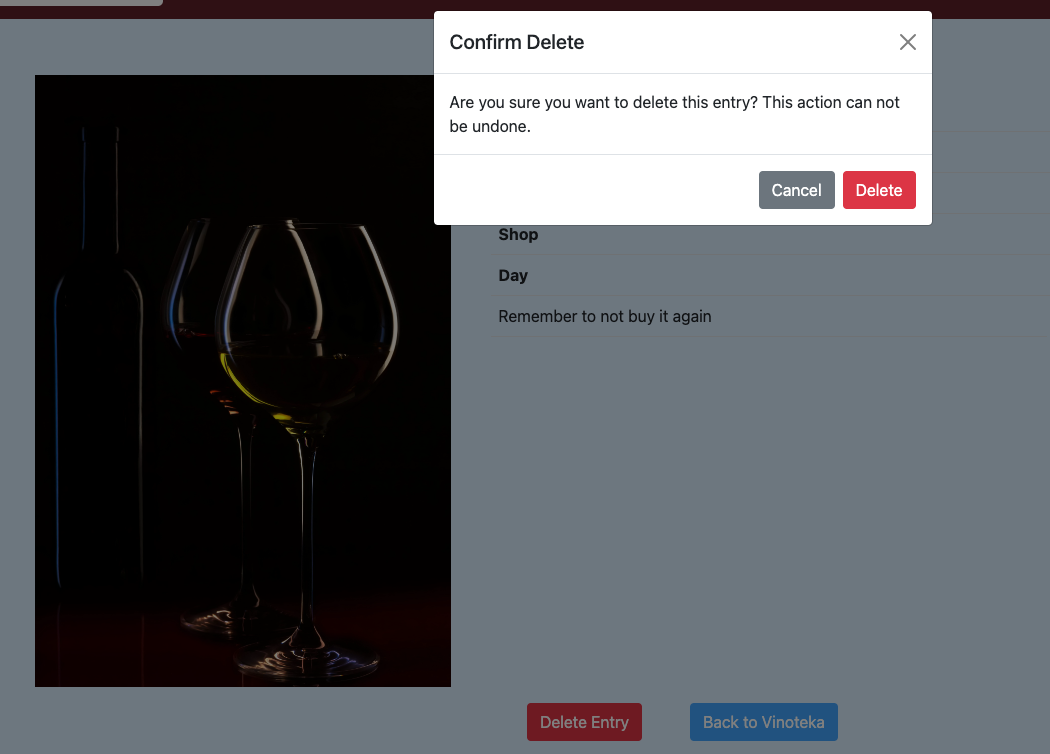 Confirm Delete
Are you sure you want to delete this entry? This action can not
be undone.
Cancel
Delete
Shop
Day
Remember to not buy it again
Delete Entry
Back to Vinoteka